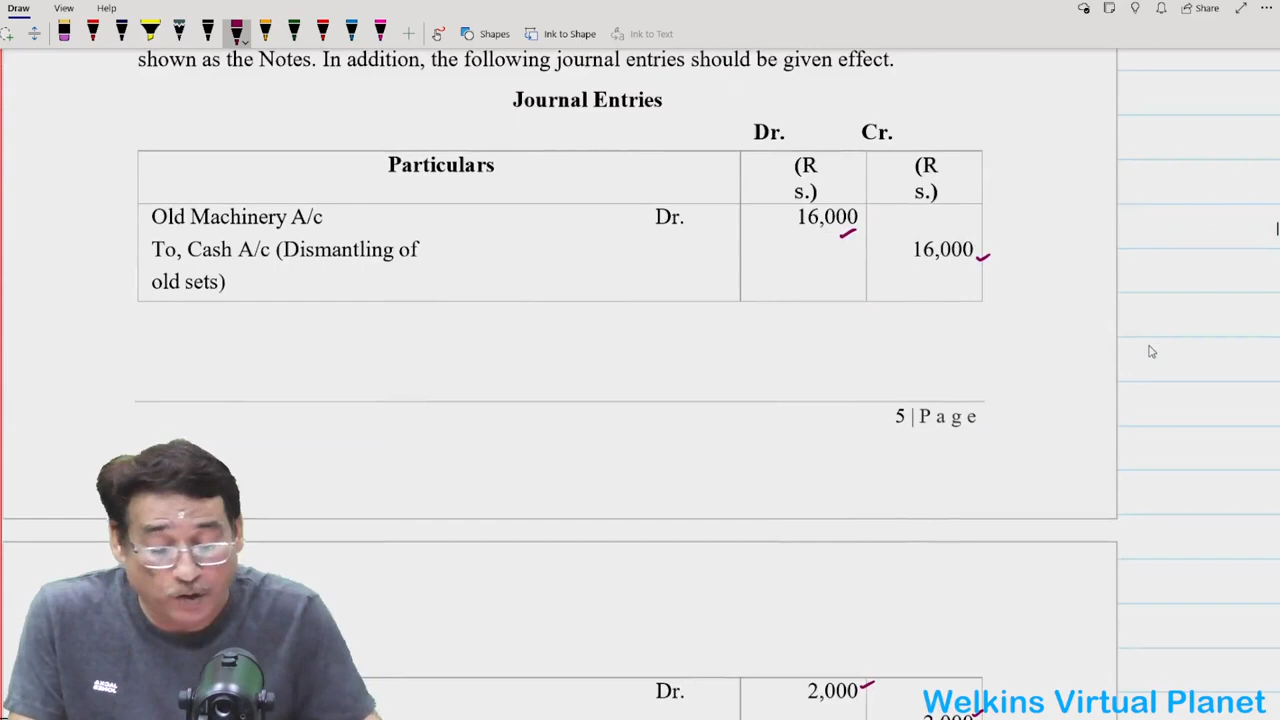 Draw View Help
Share
Shapes Ink to Shape Ink to Text
shown as the Notes. In addition, the following journal entries should be given effect.
Journal Entries
Dr. Cr.
Particulars (R (R
s.) s.)
Old Machinery A/c Dr. 16,000
To, Cash A/c (Dismantling of 16,000
old sets)
5 | P a g e
Dr. 2,000
Welkins Virtual Planet